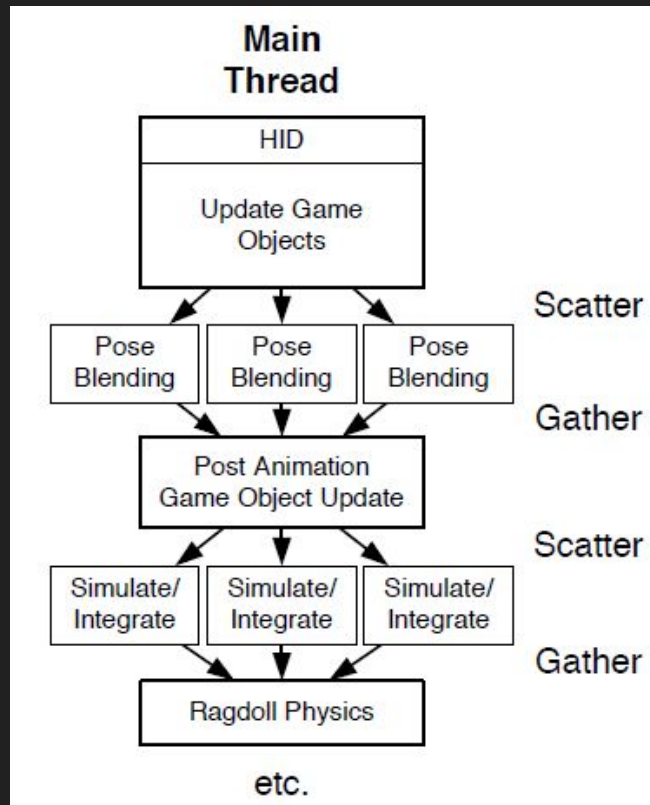 Main
Thread
HID
Update Game
Objects
Scatter
Pose
Blending
Pose
Blending
Pose
Blending
Gather
Post Animation
Game Object Update
Scatter
Simulate/
Integrate
Simulate/
Integrate
Simulate/
Integrate
Gather
Ragdoll Physics
etc.